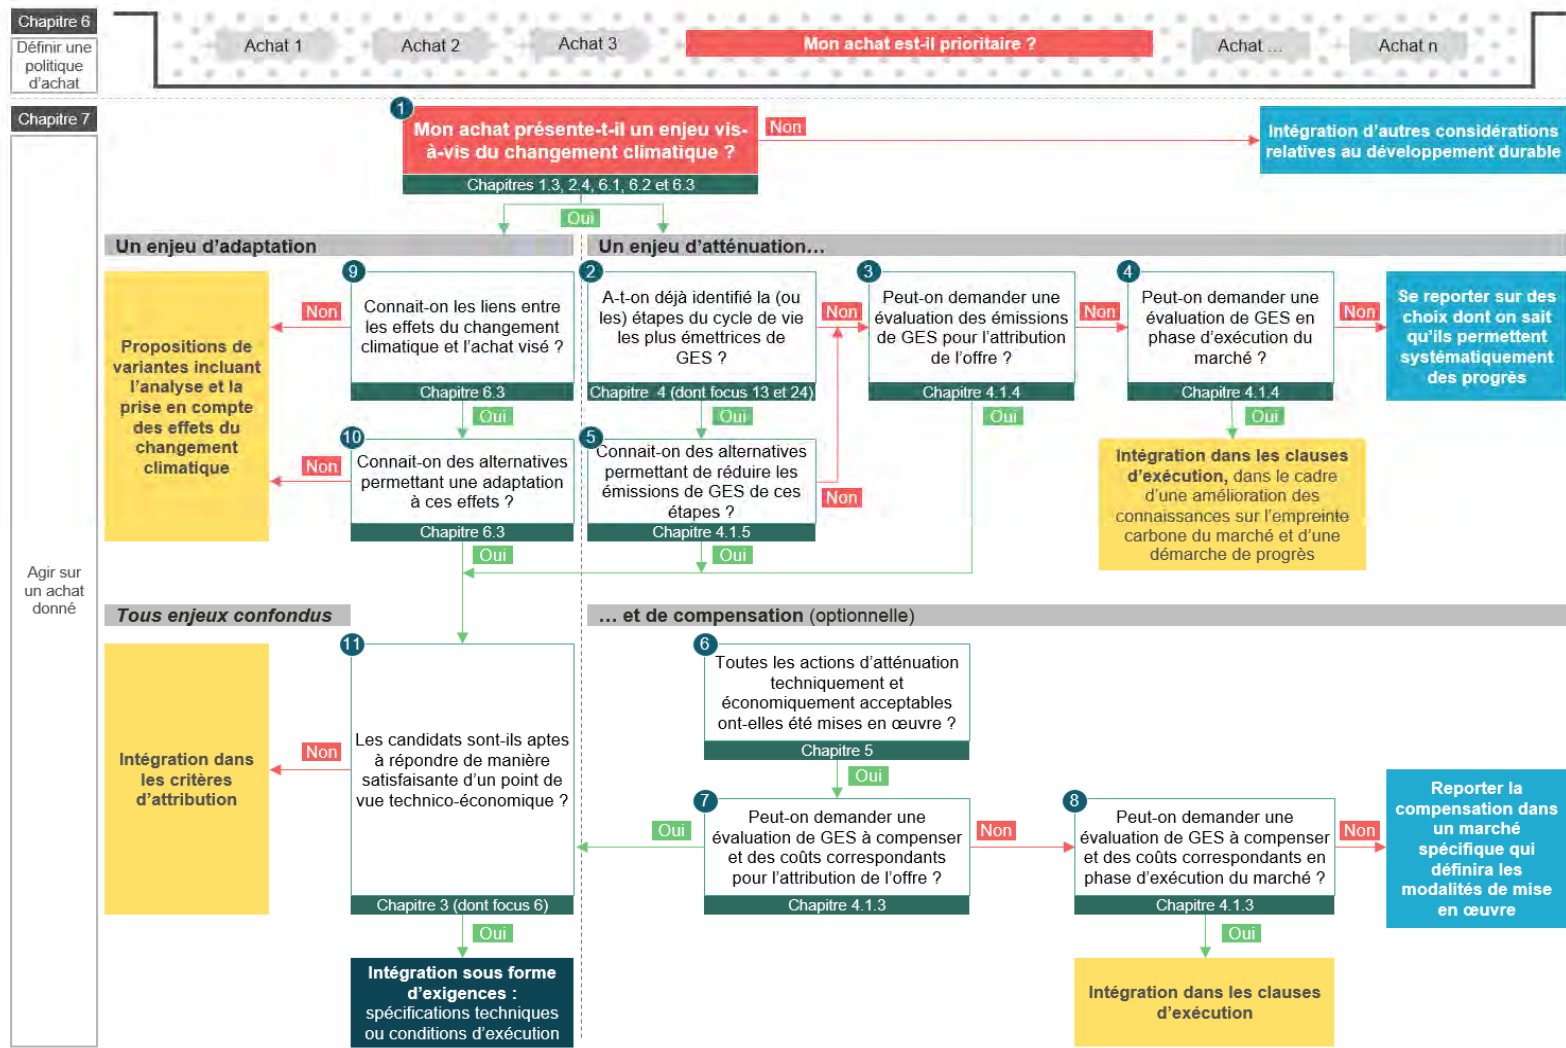 Chapitre 6
Définir une
politique
d'achat
Achat 1
Achat 2
Achat 3
Mon achat est-il prioritaire ?
Achat ...
Achat n
Chapitre 7
Agir sur
un achat
donné
1
Mon achat présente-t-il un enjeu vis-
à-vis du changement climatique ?
Chapitres 1.3, 2.4, 6.1, 6.2 et 6.3
Non
Intégration d'autres considérations
relatives au développement durable
Oui
Un enjeu d'adaptation
Un enjeu d'atténuation...
Propositions de
variantes incluant
l'analyse et la
prise en compte
des effets du
changement
climatique
Non
9
Connait-on les liens entre
les effets du changement
climatique et l'achat visé ?
Chapitre 6.3
Oui
Non
10
Connait-on des alternatives
permettant une adaptation
à ces effets ?
Chapitre 6.3
Oui
2
A-t-on déjà identifié la (ou
les) étapes du cycle de vie
les plus émettrices de
GES ?
Chapitre 4 (dont focus 13 et 24)
Non
Oui
5
Connait-on des alternatives
permettant de réduire les
émissions de GES de ces
étapes ?
Chapitre 4.1.5
Non
Oui
3
Peut-on demander une
évaluation des émissions
de GES pour l'attribution
de l'offre ?
Chapitre 4.1.4
Non
Oui
4
Peut-on demander une
évaluation de GES en
phase d'exécution du
marché ?
Chapitre 4.1.4
Non
Oui
Se reporter sur des
choix dont on sait
qu'ils permettent
systématiquement
des progrès
Intégration dans les clauses
d'exécution, dans le cadre
d'une amélioration des
connaissances sur l'empreinte
carbone du marché et d'une
démarche de progrès
Tous enjeux confondus
... et de compensation (optionnelle)
Intégration dans
les critères
d'attribution
Non
11
Les candidats sont-ils aptes
à répondre de manière
satisfaisante d'un point de
vue technico-économique ?
Chapitre 3 (dont focus 6)
Oui
Intégration sous forme
d'exigences :
spécifications techniques
ou conditions d'exécution
6
Toutes les actions d'atténuation
techniquement et
économiquement acceptables
ont-elles été mises en œuvre ?
Chapitre 5
Oui
Oui
7
Peut-on demander une
évaluation de GES à compenser
et des coûts correspondants
pour l'attribution de l'offre ?
Chapitre 4.1.3
Non
8
Peut-on demander une
évaluation de GES à compenser
et des coûts correspondants en
phase d'exécution du marché ?
Chapitre 4.1.3
Non
Oui
Reporter la
compensation dans
un marché
spécifique qui
définira les
modalités de mise
en œuvre
Intégration dans les clauses
d'exécution